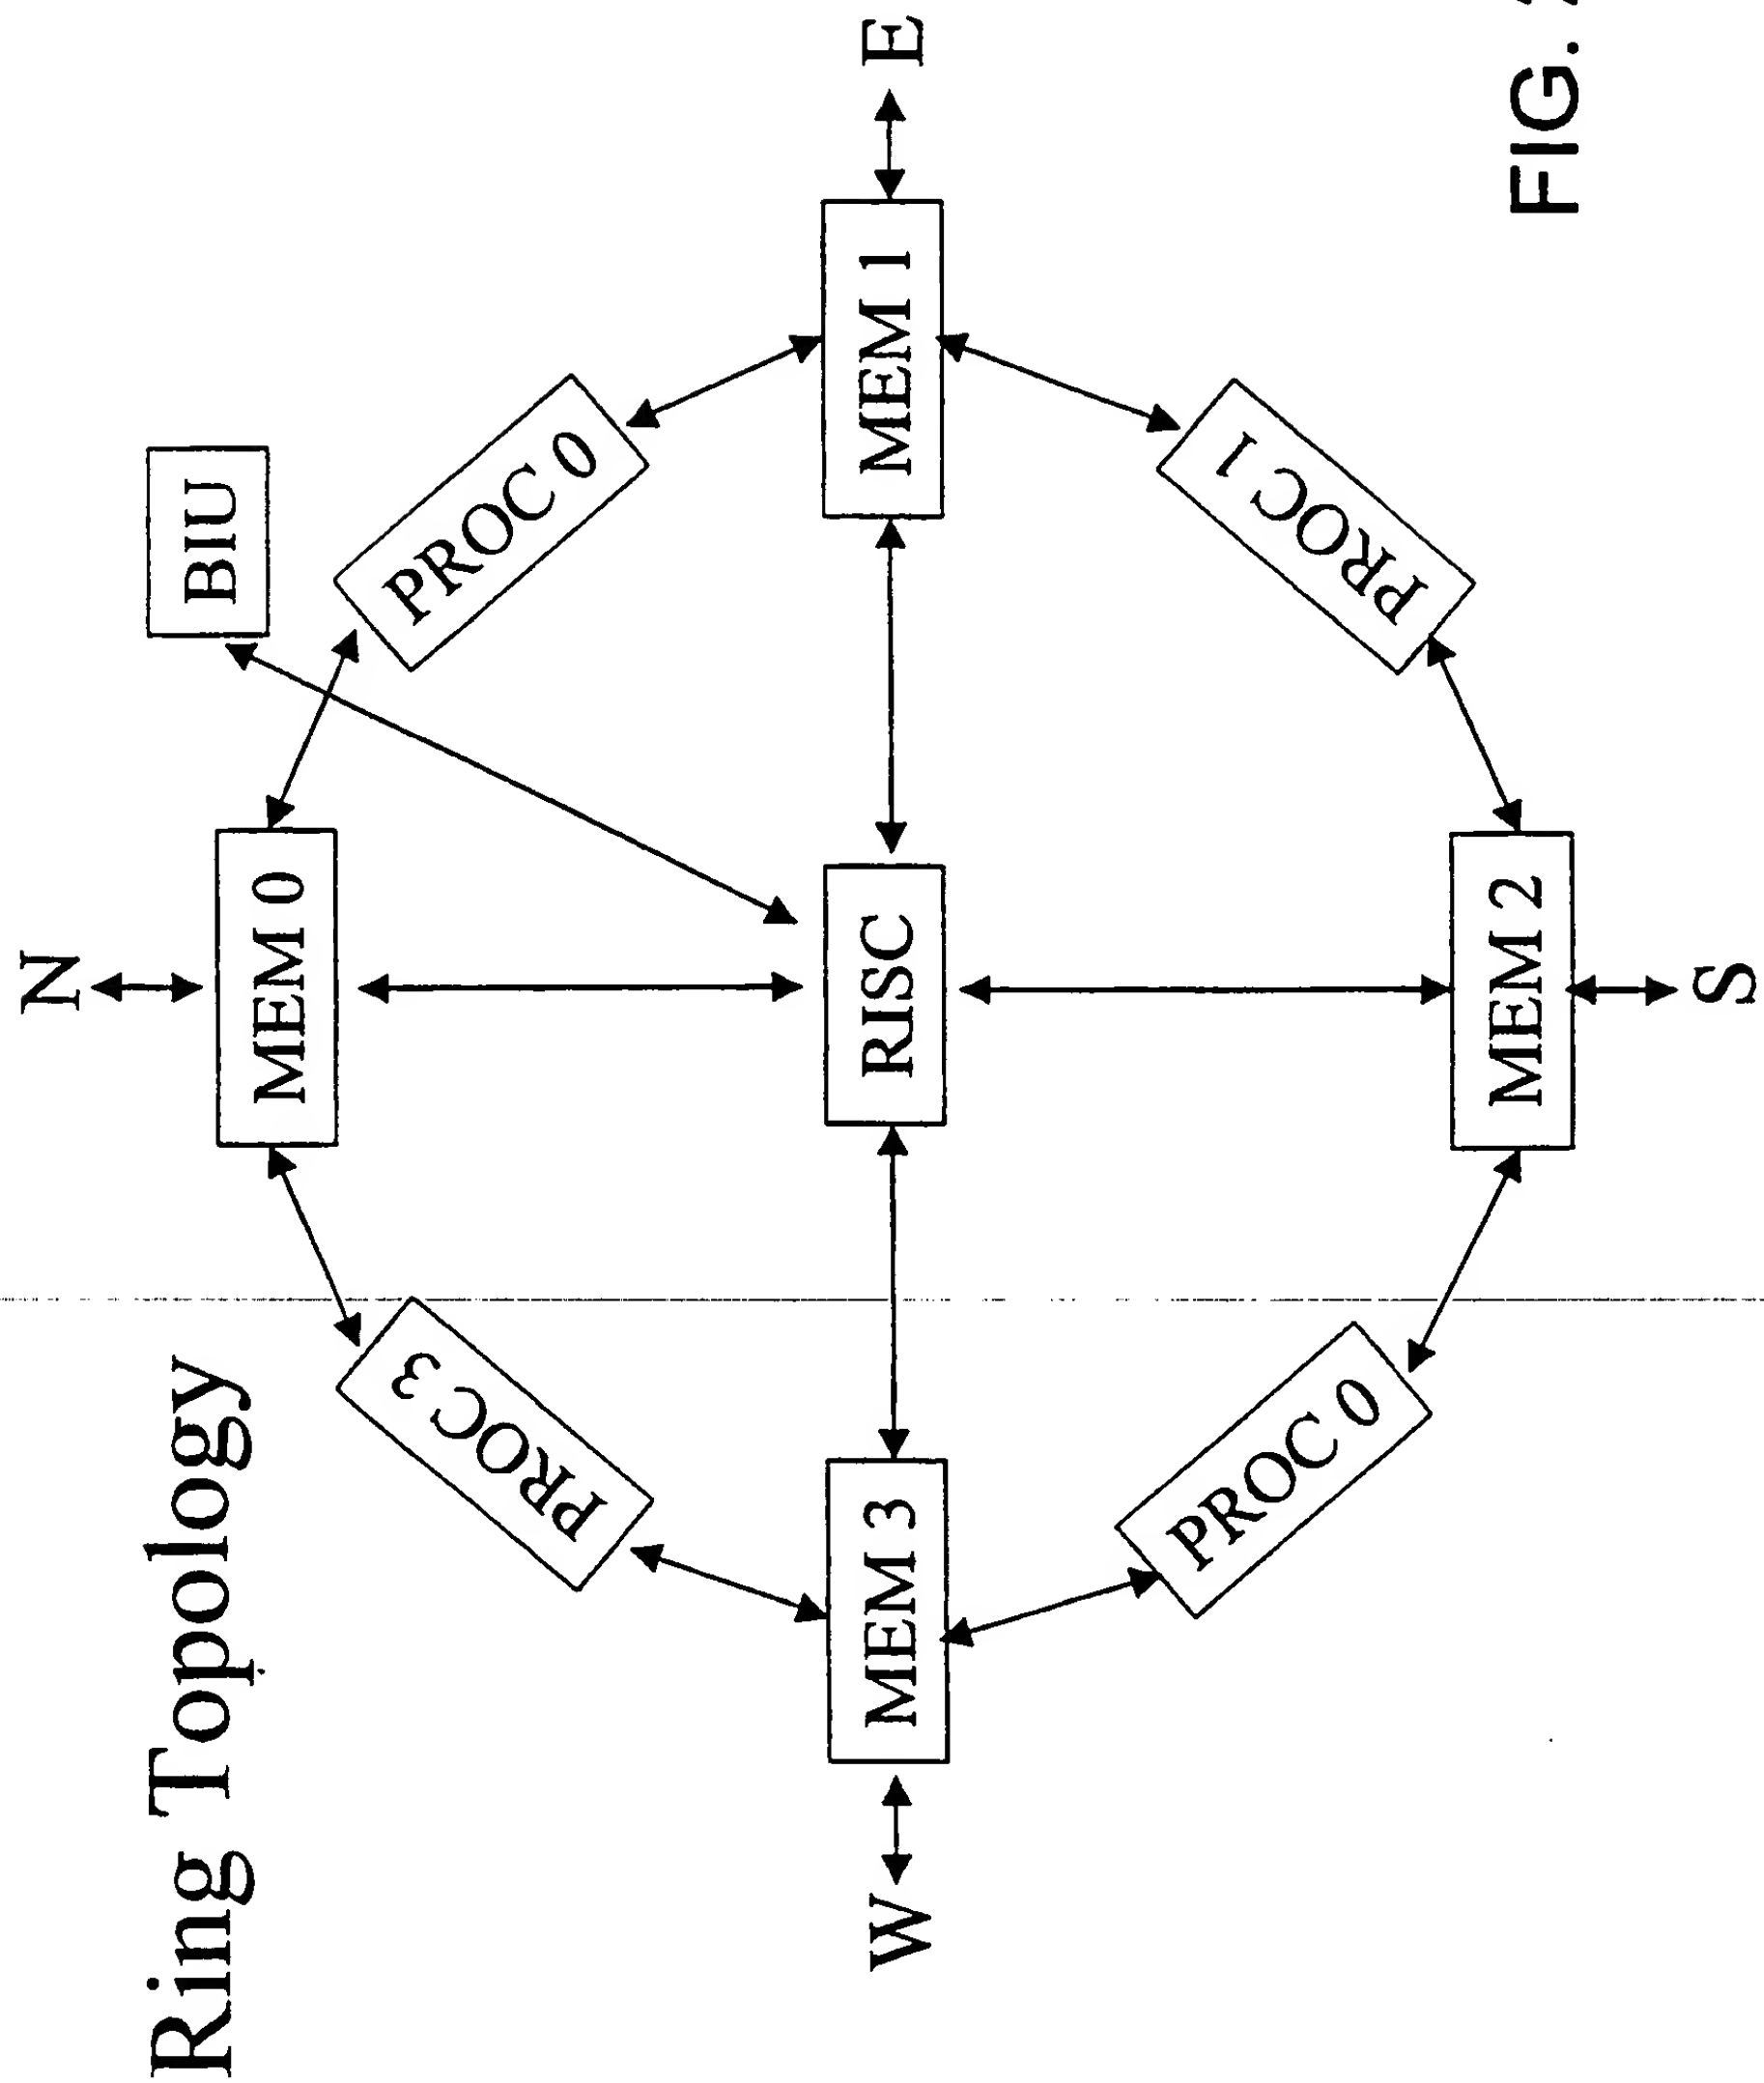 Ring Topology
N
BIU
MEM 0
PROC 3
PROC 0
W
MEM 3
RISC
MEM 1
E
PROC 0
PROC 1
MEM 2
S
FIG.